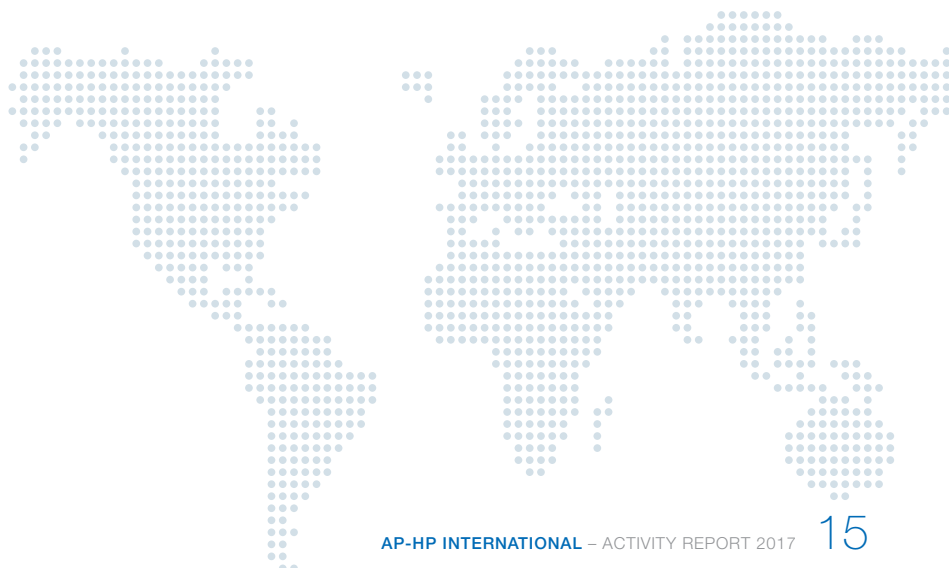 AP-HP INTERNATIONAL – ACTIVITY REPORT 2017 15